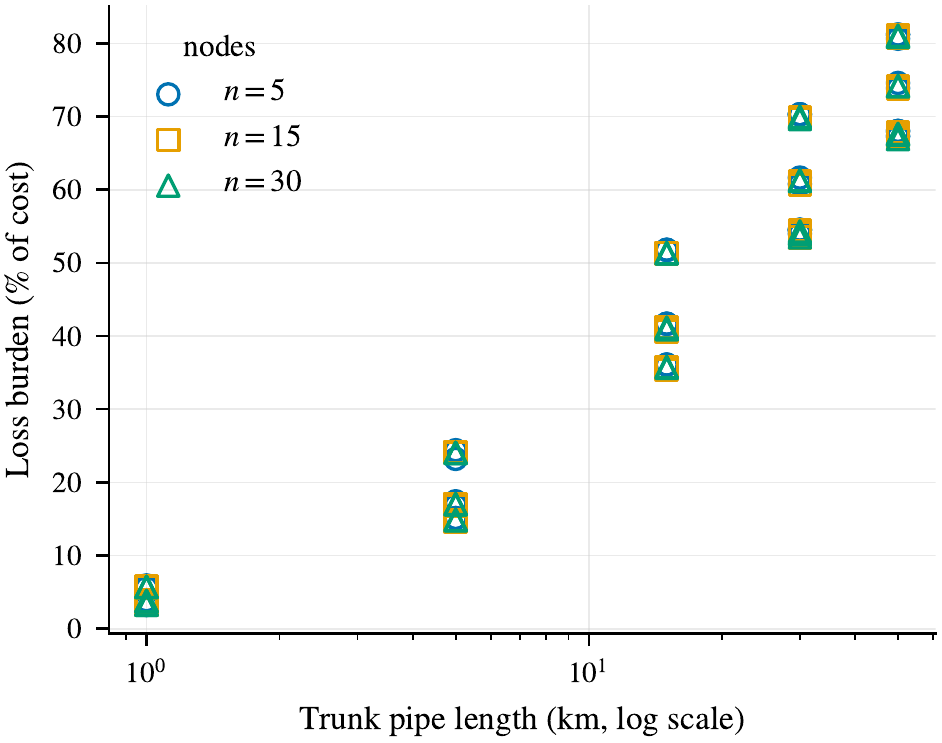 80
70
60
50
40
30
20
10
0
Loss burden (% of cost)
nodes
n = 5
n = 15
n = 30
10⁰
10¹
Trunk pipe length (km, log scale)